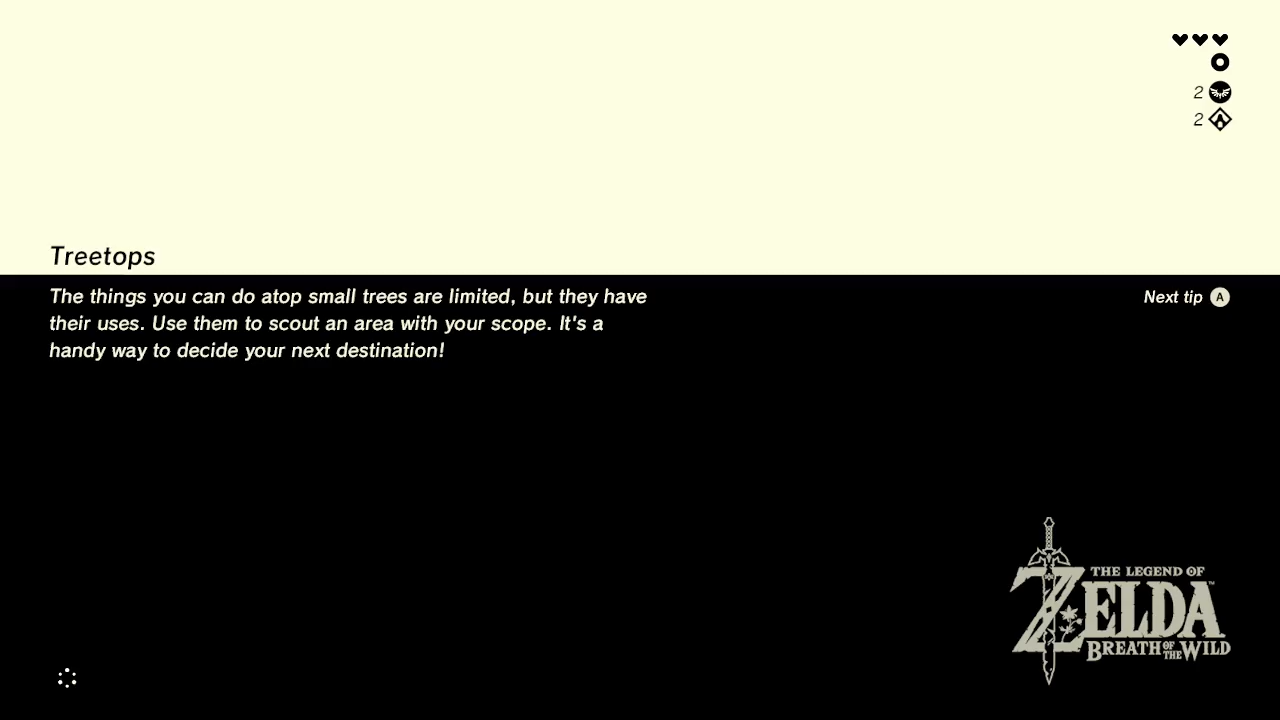 2
2
Treetops
The things you can do atop small trees are limited, but they have
their uses. Use them to scout an area with your scope. It's a
handy way to decide your next destination!
Next tip A
THE LEGEND OF
ZELDA™
BREATH OF THE WILD